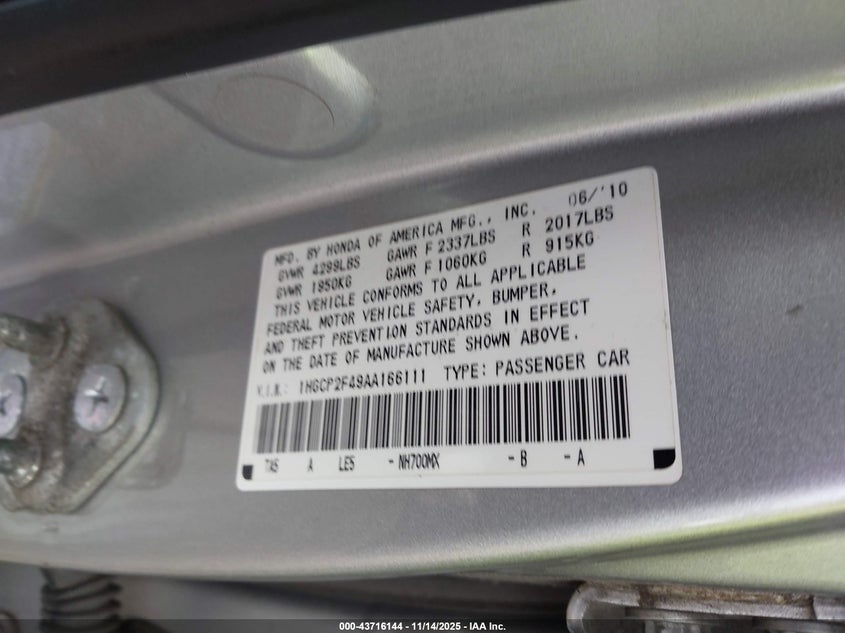 MFD. BY HONDA OF AMERICA MFG., INC. 06/'10
GVWR 4299LBS GAWR F 2337LBS R 2017LBS
GVWR 1950KG GAWR F 1060KG R 915KG
THIS VEHICLE CONFORMS TO ALL APPLICABLE
FEDERAL MOTOR VEHICLE SAFETY, BUMPER,
AND THEFT PREVENTION STANDARDS IN EFFECT
ON THE DATE OF MANUFACTURE SHOWN ABOVE.
V.I.N.: 1HGCP2F49AA166111 TYPE: PASSENGER CAR
TA5 A LE5 -NH700MX -B -A
000-43716144 - 11/14/2025 - IAA Inc.